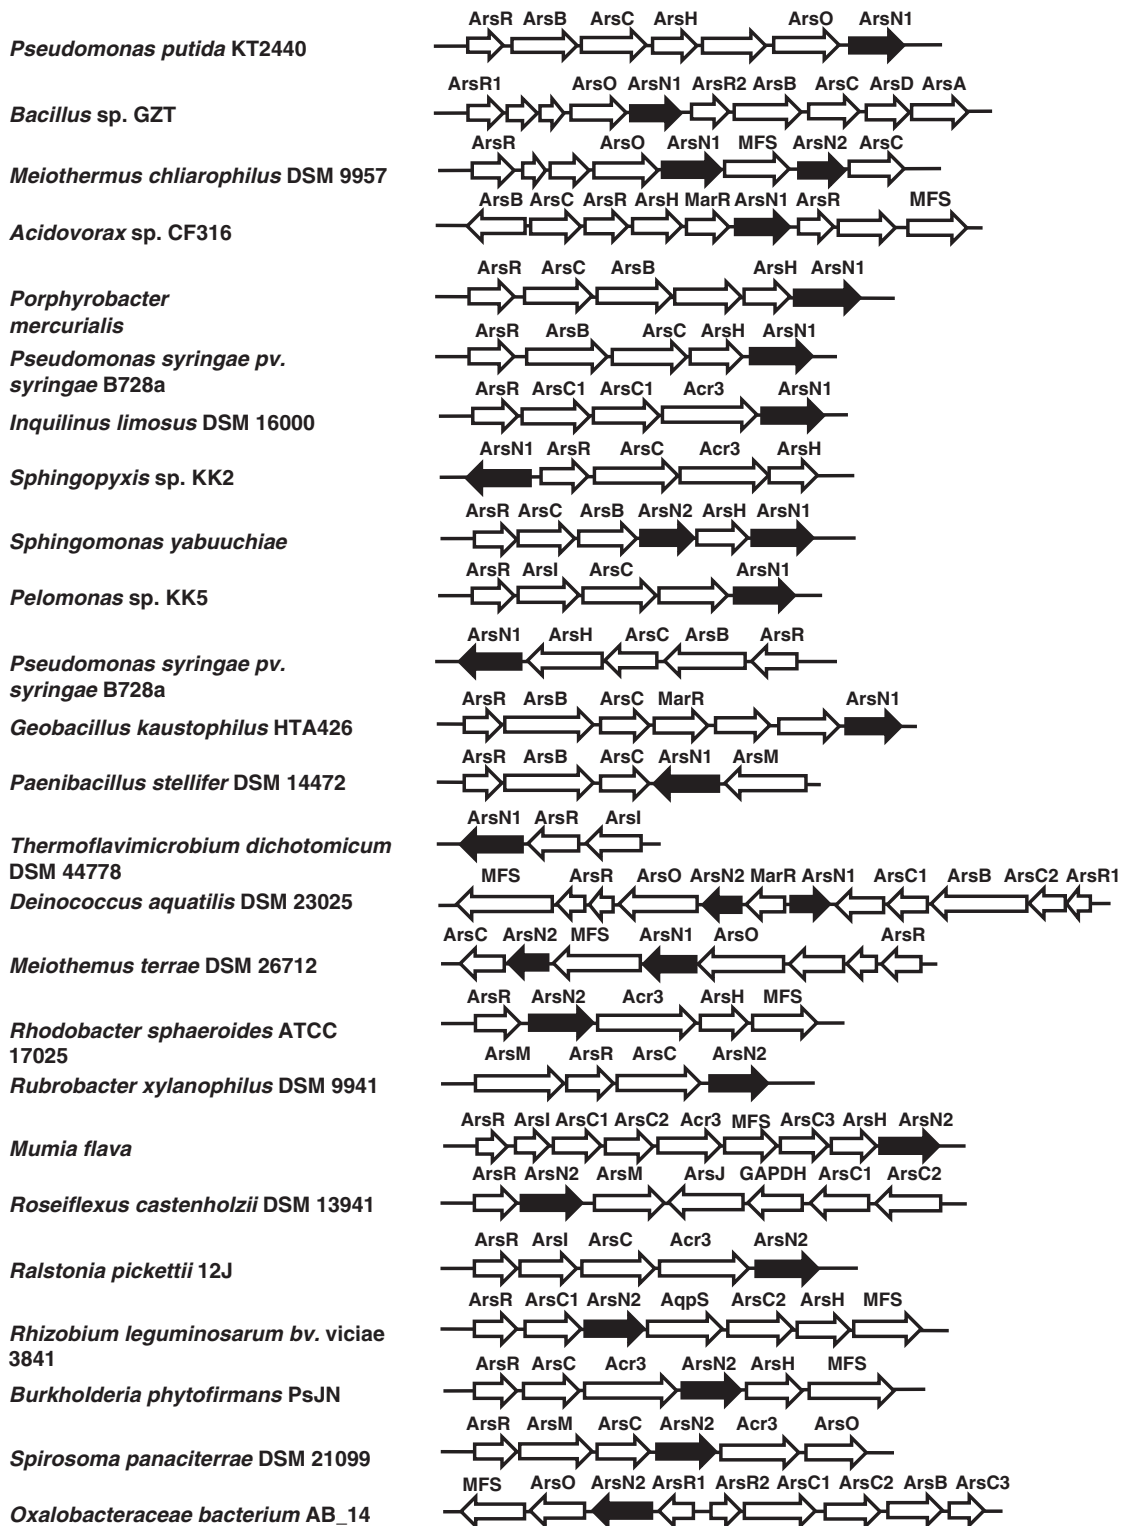 ArsR ArsB ArsC ArsH ArsO ArsN1
Pseudomonas putida KT2440
ArsR1 ArsO ArsN1 ArsR2 ArsB ArsC ArsD ArsA
Bacillus sp. GZT
ArsR ArsO ArsN1 MFS ArsN2 ArsC
Meiothermus chliarophilus DSM 9957
ArsB ArsC ArsR ArsH MarR ArsN1 ArsR MFS
Acidovorax sp. CF316
ArsR ArsC ArsB ArsH ArsN1
Porphyrobacter
mercurialis
ArsR ArsB ArsC ArsH ArsN1
Pseudomonas syringae pv.
syringae B728a
ArsR ArsC1 ArsC1 Acr3 ArsN1
Inquilinus limosus DSM 16000
ArsN1 ArsR ArsC Acr3 ArsH
Sphingopyxis sp. KK2
ArsR ArsC ArsB ArsN2 ArsH ArsN1
Sphingomonas yabuuchiae
ArsR ArsI ArsC ArsN1
Pelomonas sp. KK5
ArsN1 ArsH ArsC ArsB ArsR
Pseudomonas syringae pv.
syringae B728a
ArsR ArsB ArsC MarR ArsN1
Geobacillus kaustophilus HTA426
ArsR ArsB ArsC ArsN1 ArsM
Paenibacillus stellifer DSM 14472
ArsN1 ArsR ArsI
Thermoflavimicrobium dichotomicum
DSM 44778
MFS ArsR ArsO ArsN2 MarR ArsN1 ArsC1 ArsB ArsC2 ArsR1
Deinococcus aquatilis DSM 23025
ArsC ArsN2 MFS ArsN1 ArsO ArsR
Meiothemus terrae DSM 26712
ArsR ArsN2 Acr3 ArsH MFS
Rhodobacter sphaeroides ATCC
17025
ArsM ArsR ArsC ArsN2
Rubrobacter xylanophilus DSM 9941
ArsR ArsI ArsC1 ArsC2 Acr3 MFS ArsC3 ArsH ArsN2
Mumia flava
ArsR ArsN2 ArsM ArsJ GAPDH ArsC1 ArsC2
Roseiflexus castenholzii DSM 13941
ArsR ArsI ArsC Acr3 ArsN2
Ralstonia pickettii 12J
ArsR ArsC1 ArsN2 AqpS ArsC2 ArsH MFS
Rhizobium leguminosarum bv. viciae
3841
ArsR ArsC Acr3 ArsN2 ArsH MFS
Burkholderia phytofirmans PsJN
ArsR ArsM ArsC ArsN2 Acr3 ArsO
Spirosoma panaciterrae DSM 21099
MFS ArsO ArsN2 ArsR1 ArsR2 ArsC1 ArsC2 ArsB ArsC3
Oxalobacteraceae bacterium AB_14